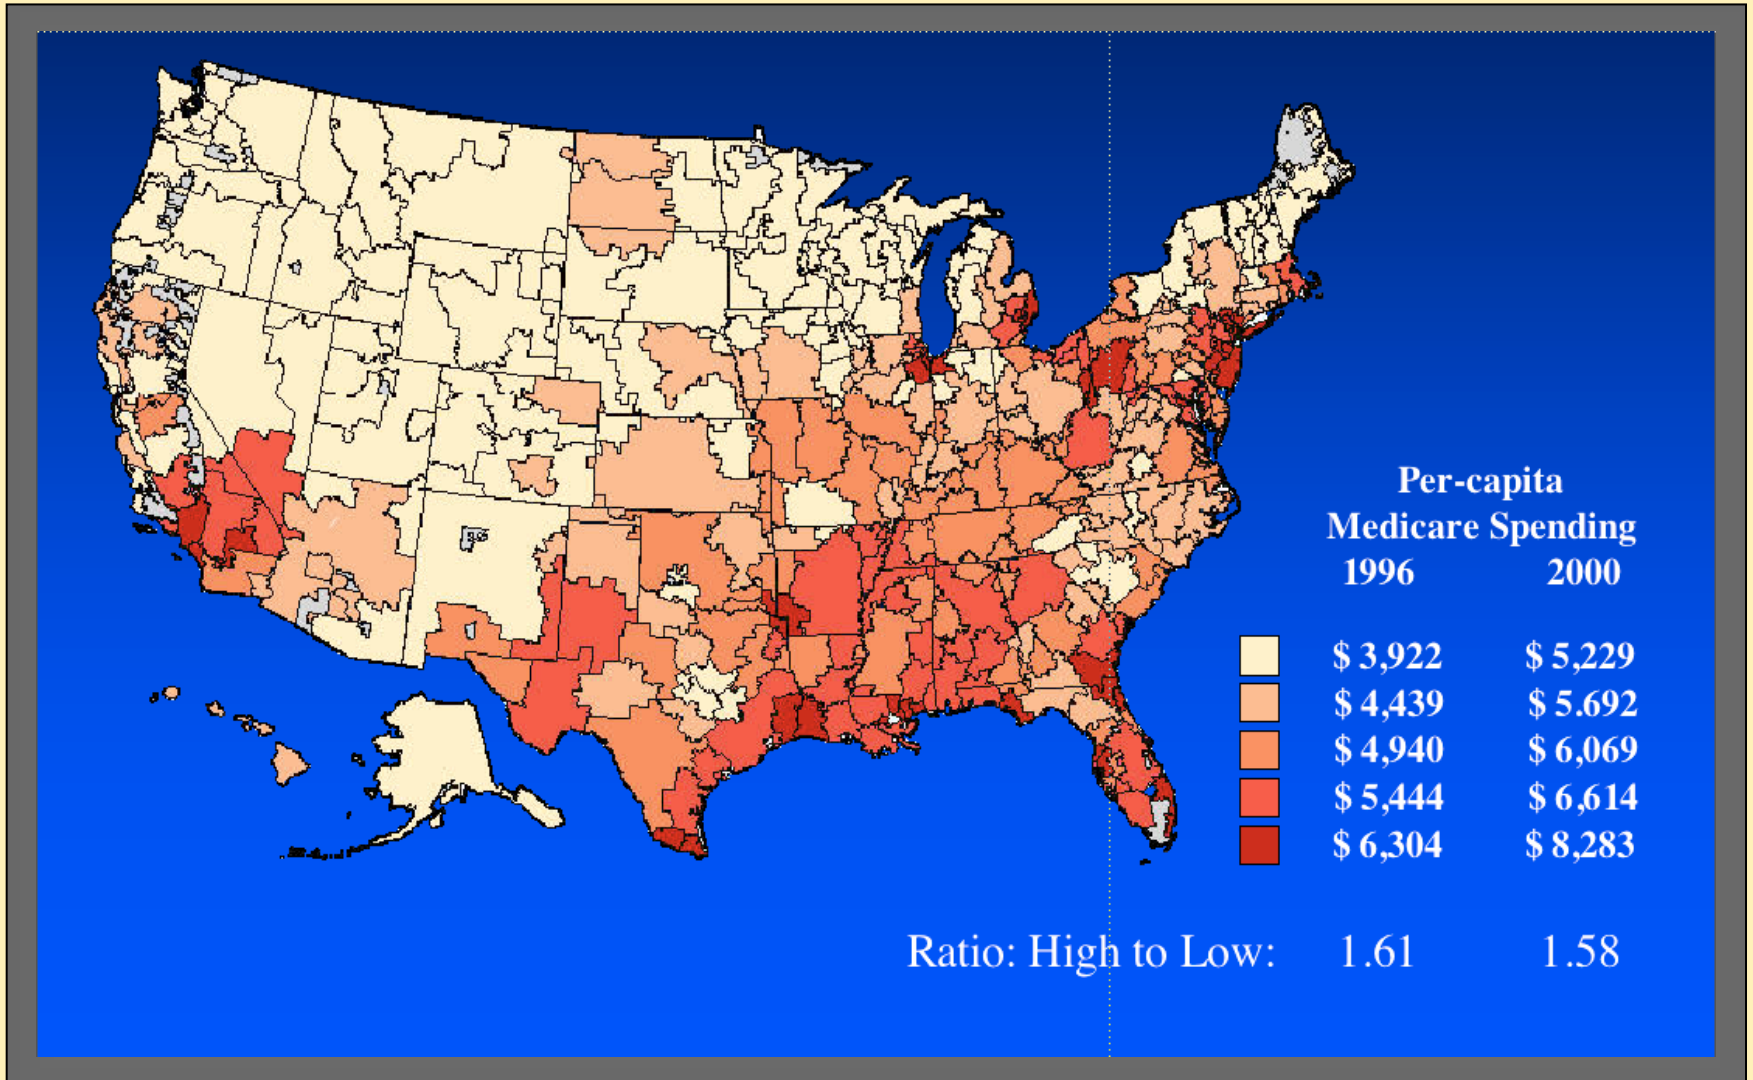 Per-capita
Medicare Spending
1996 2000
$ 3,922 $ 5,229
$ 4,439 $ 5.692
$ 4,940 $ 6,069
$ 5,444 $ 6,614
$ 6,304 $ 8,283
Ratio: High to Low: 1.61 1.58